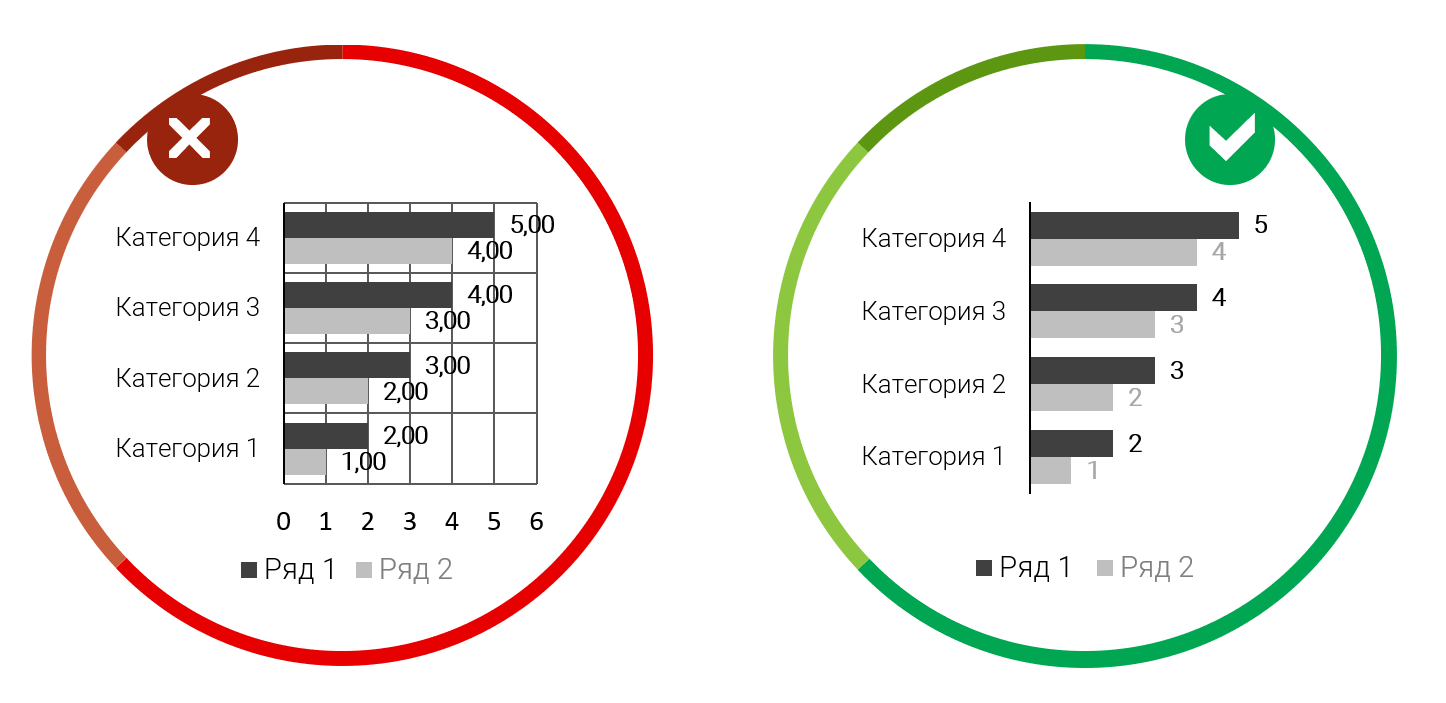 Категория 4
5,00
4,00
Категория 3
4,00
3,00
Категория 2
3,00
2,00
Категория 1
2,00
1,00
0 1 2 3 4 5 6
Ряд 1 Ряд 2
Категория 4
5
4
Категория 3
4
3
Категория 2
3
2
Категория 1
2
1
Ряд 1 Ряд 2